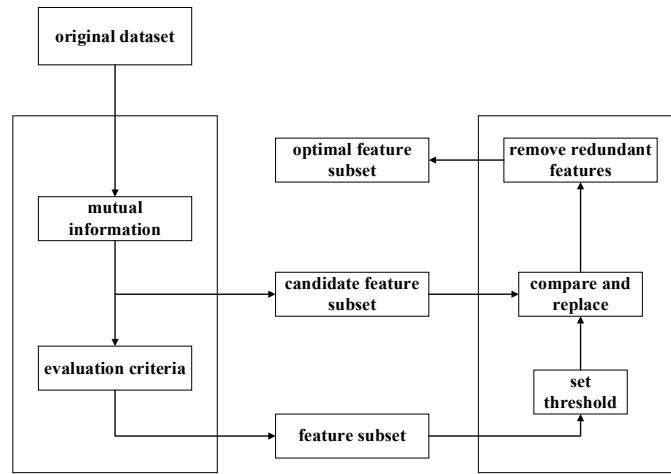 original dataset
optimal feature
subset
remove redundant
features
mutual
information
candidate feature
subset
compare and
replace
evaluation criteria
set
threshold
feature subset